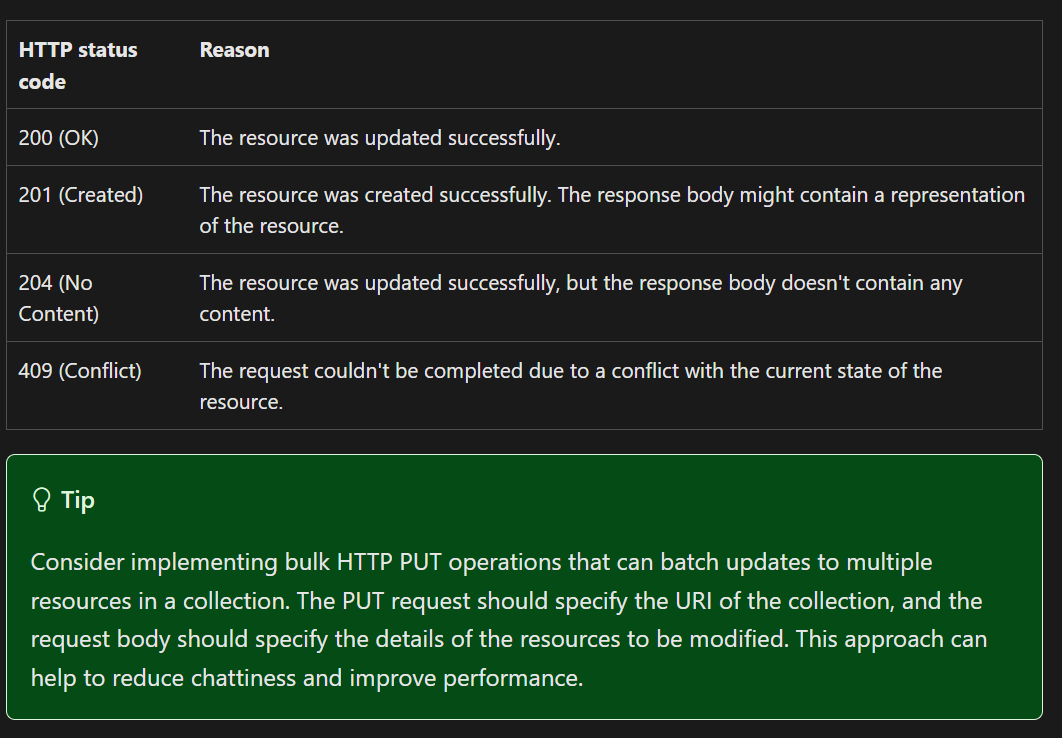 HTTP status Reason
code
200 (OK) The resource was updated successfully.
201 (Created) The resource was created successfully. The response body might contain a representation
of the resource.
204 (No The resource was updated successfully, but the response body doesn't contain any
Content) content.
409 (Conflict) The request couldn't be completed due to a conflict with the current state of the
resource.
Tip
Consider implementing bulk HTTP PUT operations that can batch updates to multiple
resources in a collection. The PUT request should specify the URI of the collection, and the
request body should specify the details of the resources to be modified. This approach can
help to reduce chattiness and improve performance.